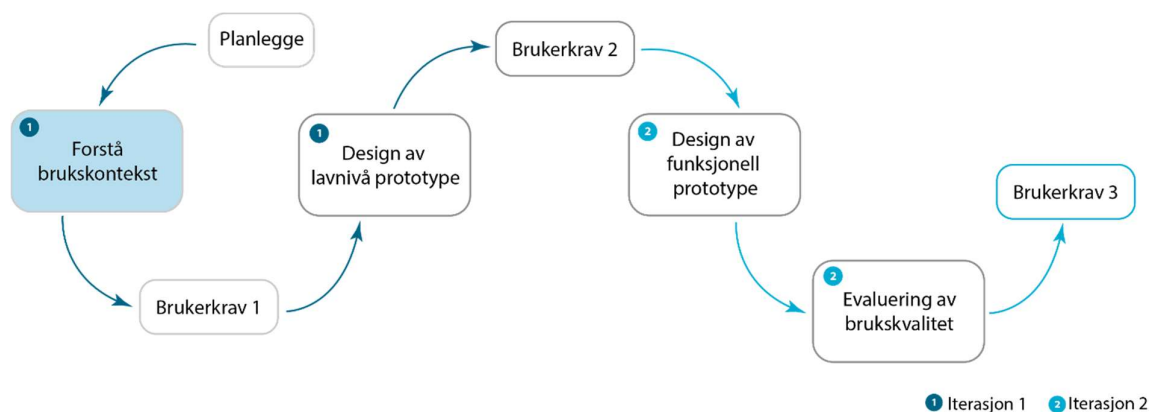 Planlegge
1
Forstå
brukskontekst
Brukerkrav 1
1
Design av
lavnivå prototype
Brukerkrav 2
2
Design av
funksjonell
prototype
2
Evaluering av
brukskvalitet
Brukerkrav 3
1 Iterasjon 1 2 Iterasjon 2